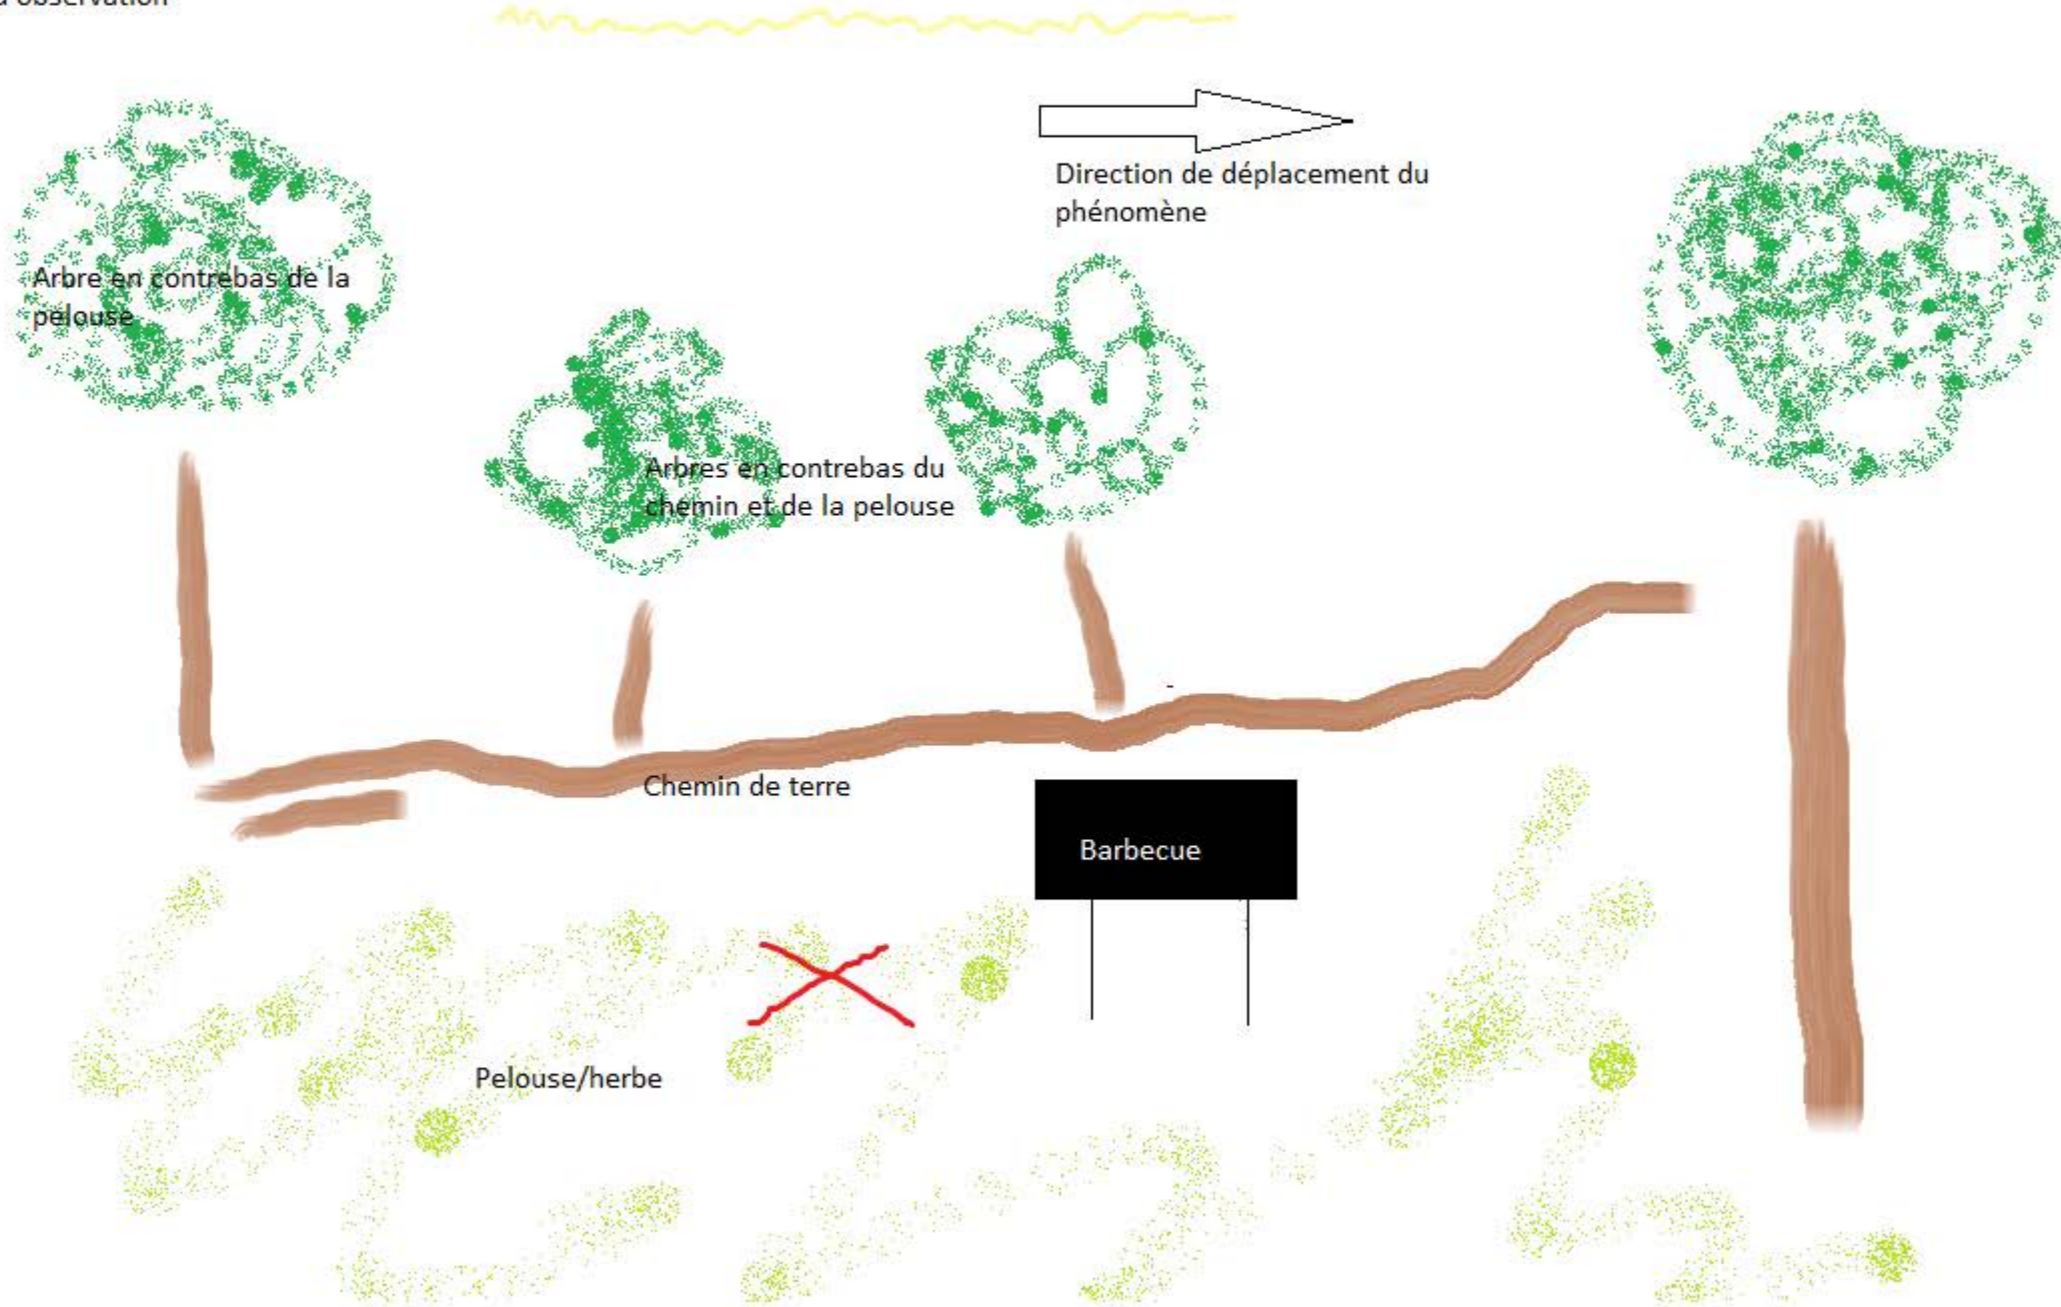 d'observation
Direction de déplacement du
phénomène
Arbre en contrebas de la
pelouse
Arbres en contrebas du
chemin et de la pelouse
Chemin de terre
Barbecue
Pelouse/herbe